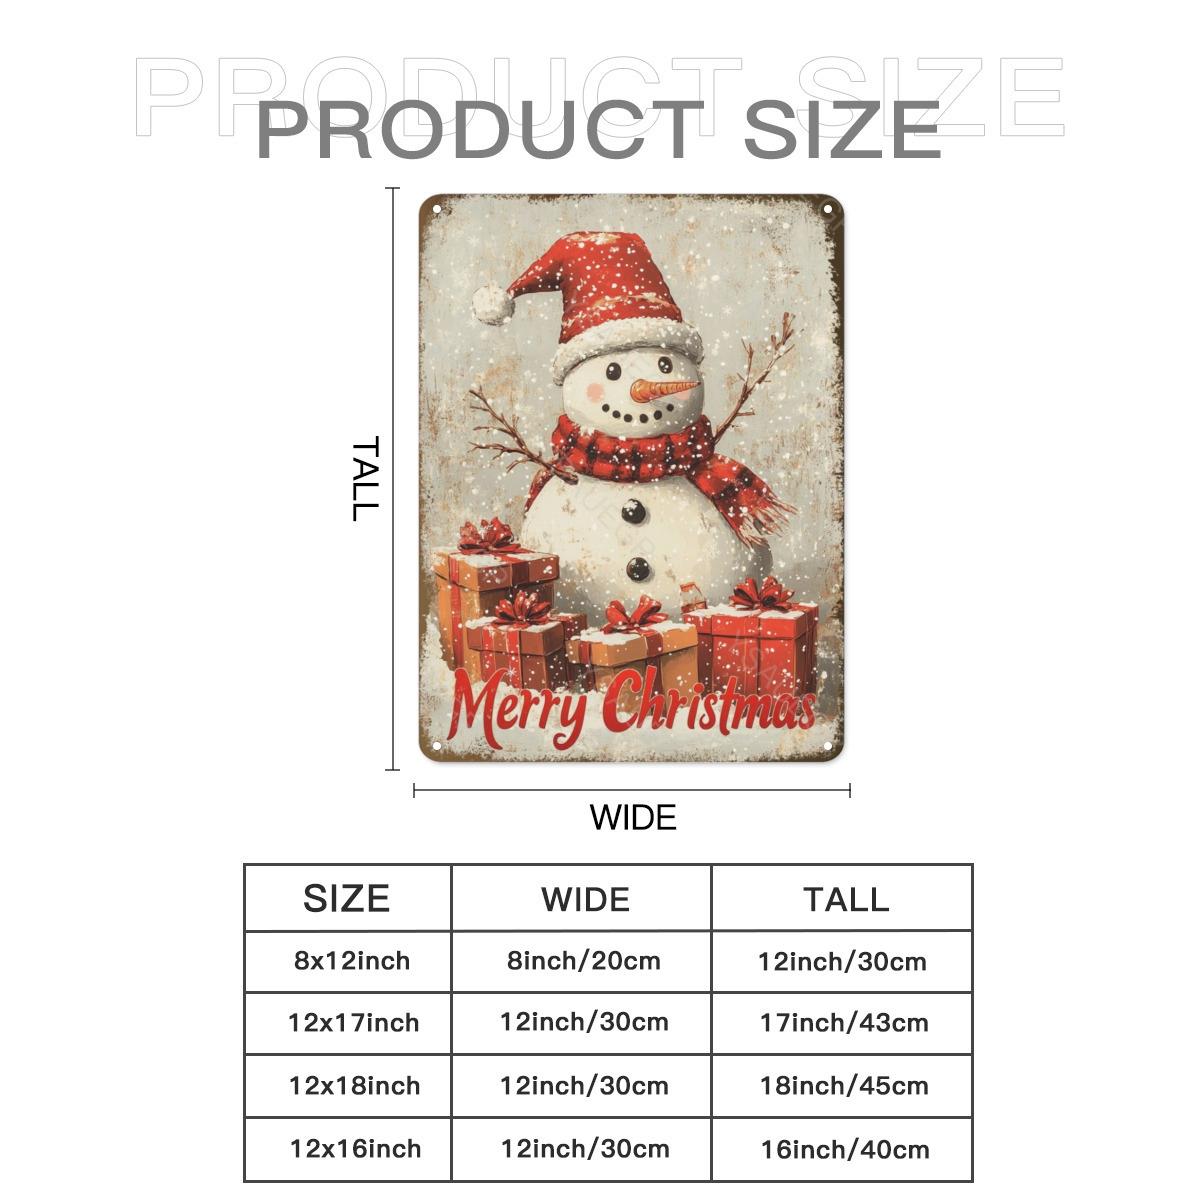 PRODUCT SIZE
PRODUCT SIZE
TALL
Merry Christmas
WIDE
SIZE WIDE TALL
8x12inch 8inch/20cm 12inch/30cm
12x17inch 12inch/30cm 17inch/43cm
12x18inch 12inch/30cm 18inch/45cm
12x16inch 12inch/30cm 16inch/40cm